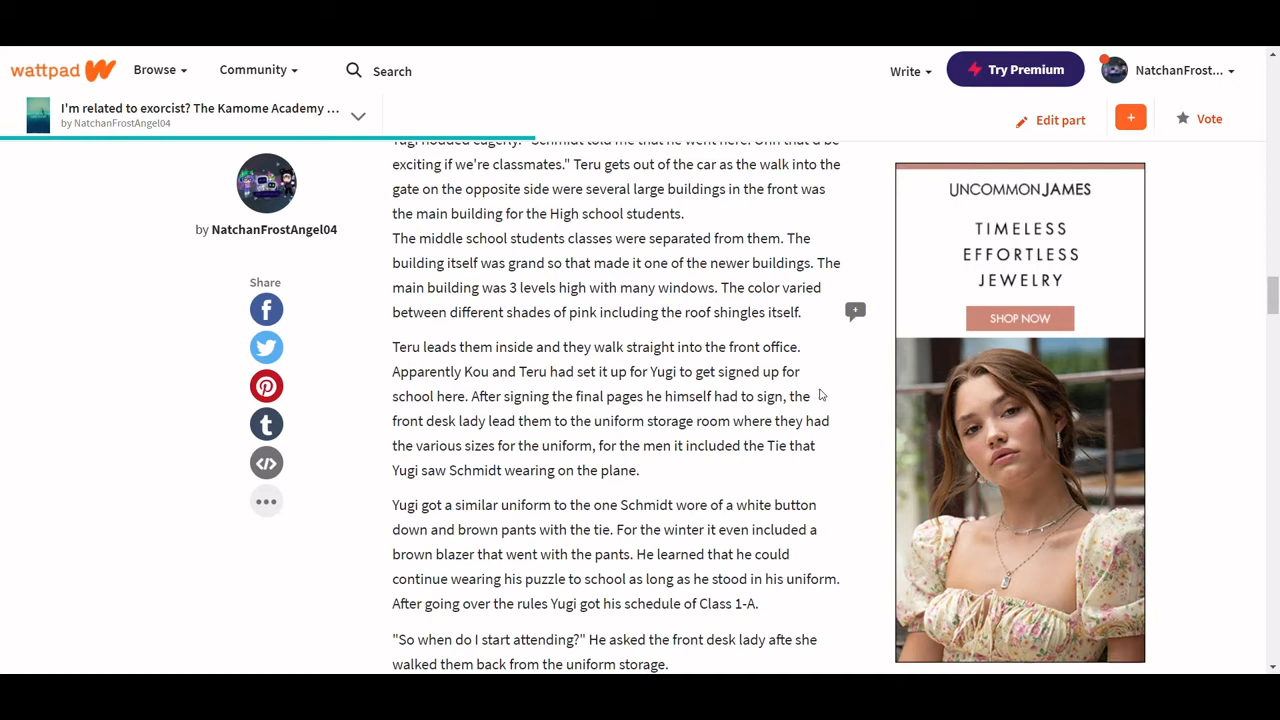 wattpad
Browse
Community
Search
Write
Try Premium
NatchanFrost...
I'm related to exorcist? The Kamome Academy ...
by NatchanFrostAngel04
Edit part
+
Vote
by NatchanFrostAngel04
Share
exciting if we're classmates." Teru gets out of the car as the walk into the
gate on the opposite side were several large buildings in the front was
the main building for the High school students.
The middle school students classes were separated from them. The
building itself was grand so that made it one of the newer buildings. The
main building was 3 levels high with many windows. The color varied
between different shades of pink including the roof shingles itself.
Teru leads them inside and they walk straight into the front office.
Apparently Kou and Teru had set it up for Yugi to get signed up for
school here. After signing the final pages he himself had to sign, the
front desk lady lead them to the uniform storage room where they had
the various sizes for the uniform, for the men it included the Tie that
Yugi saw Schmidt wearing on the plane.
Yugi got a similar uniform to the one Schmidt wore of a white button
down and brown pants with the tie. For the winter it even included a
brown blazer that went with the pants. He learned that he could
continue wearing his puzzle to school as long as he stood in his uniform.
After going over the rules Yugi got his schedule of Class 1-A.
"So when do I start attending?" He asked the front desk lady afte she
walked them back from the uniform storage.
UNCOMMON JAMES
TIMELESS
EFFORTLESS
JEWELRY
SHOP NOW